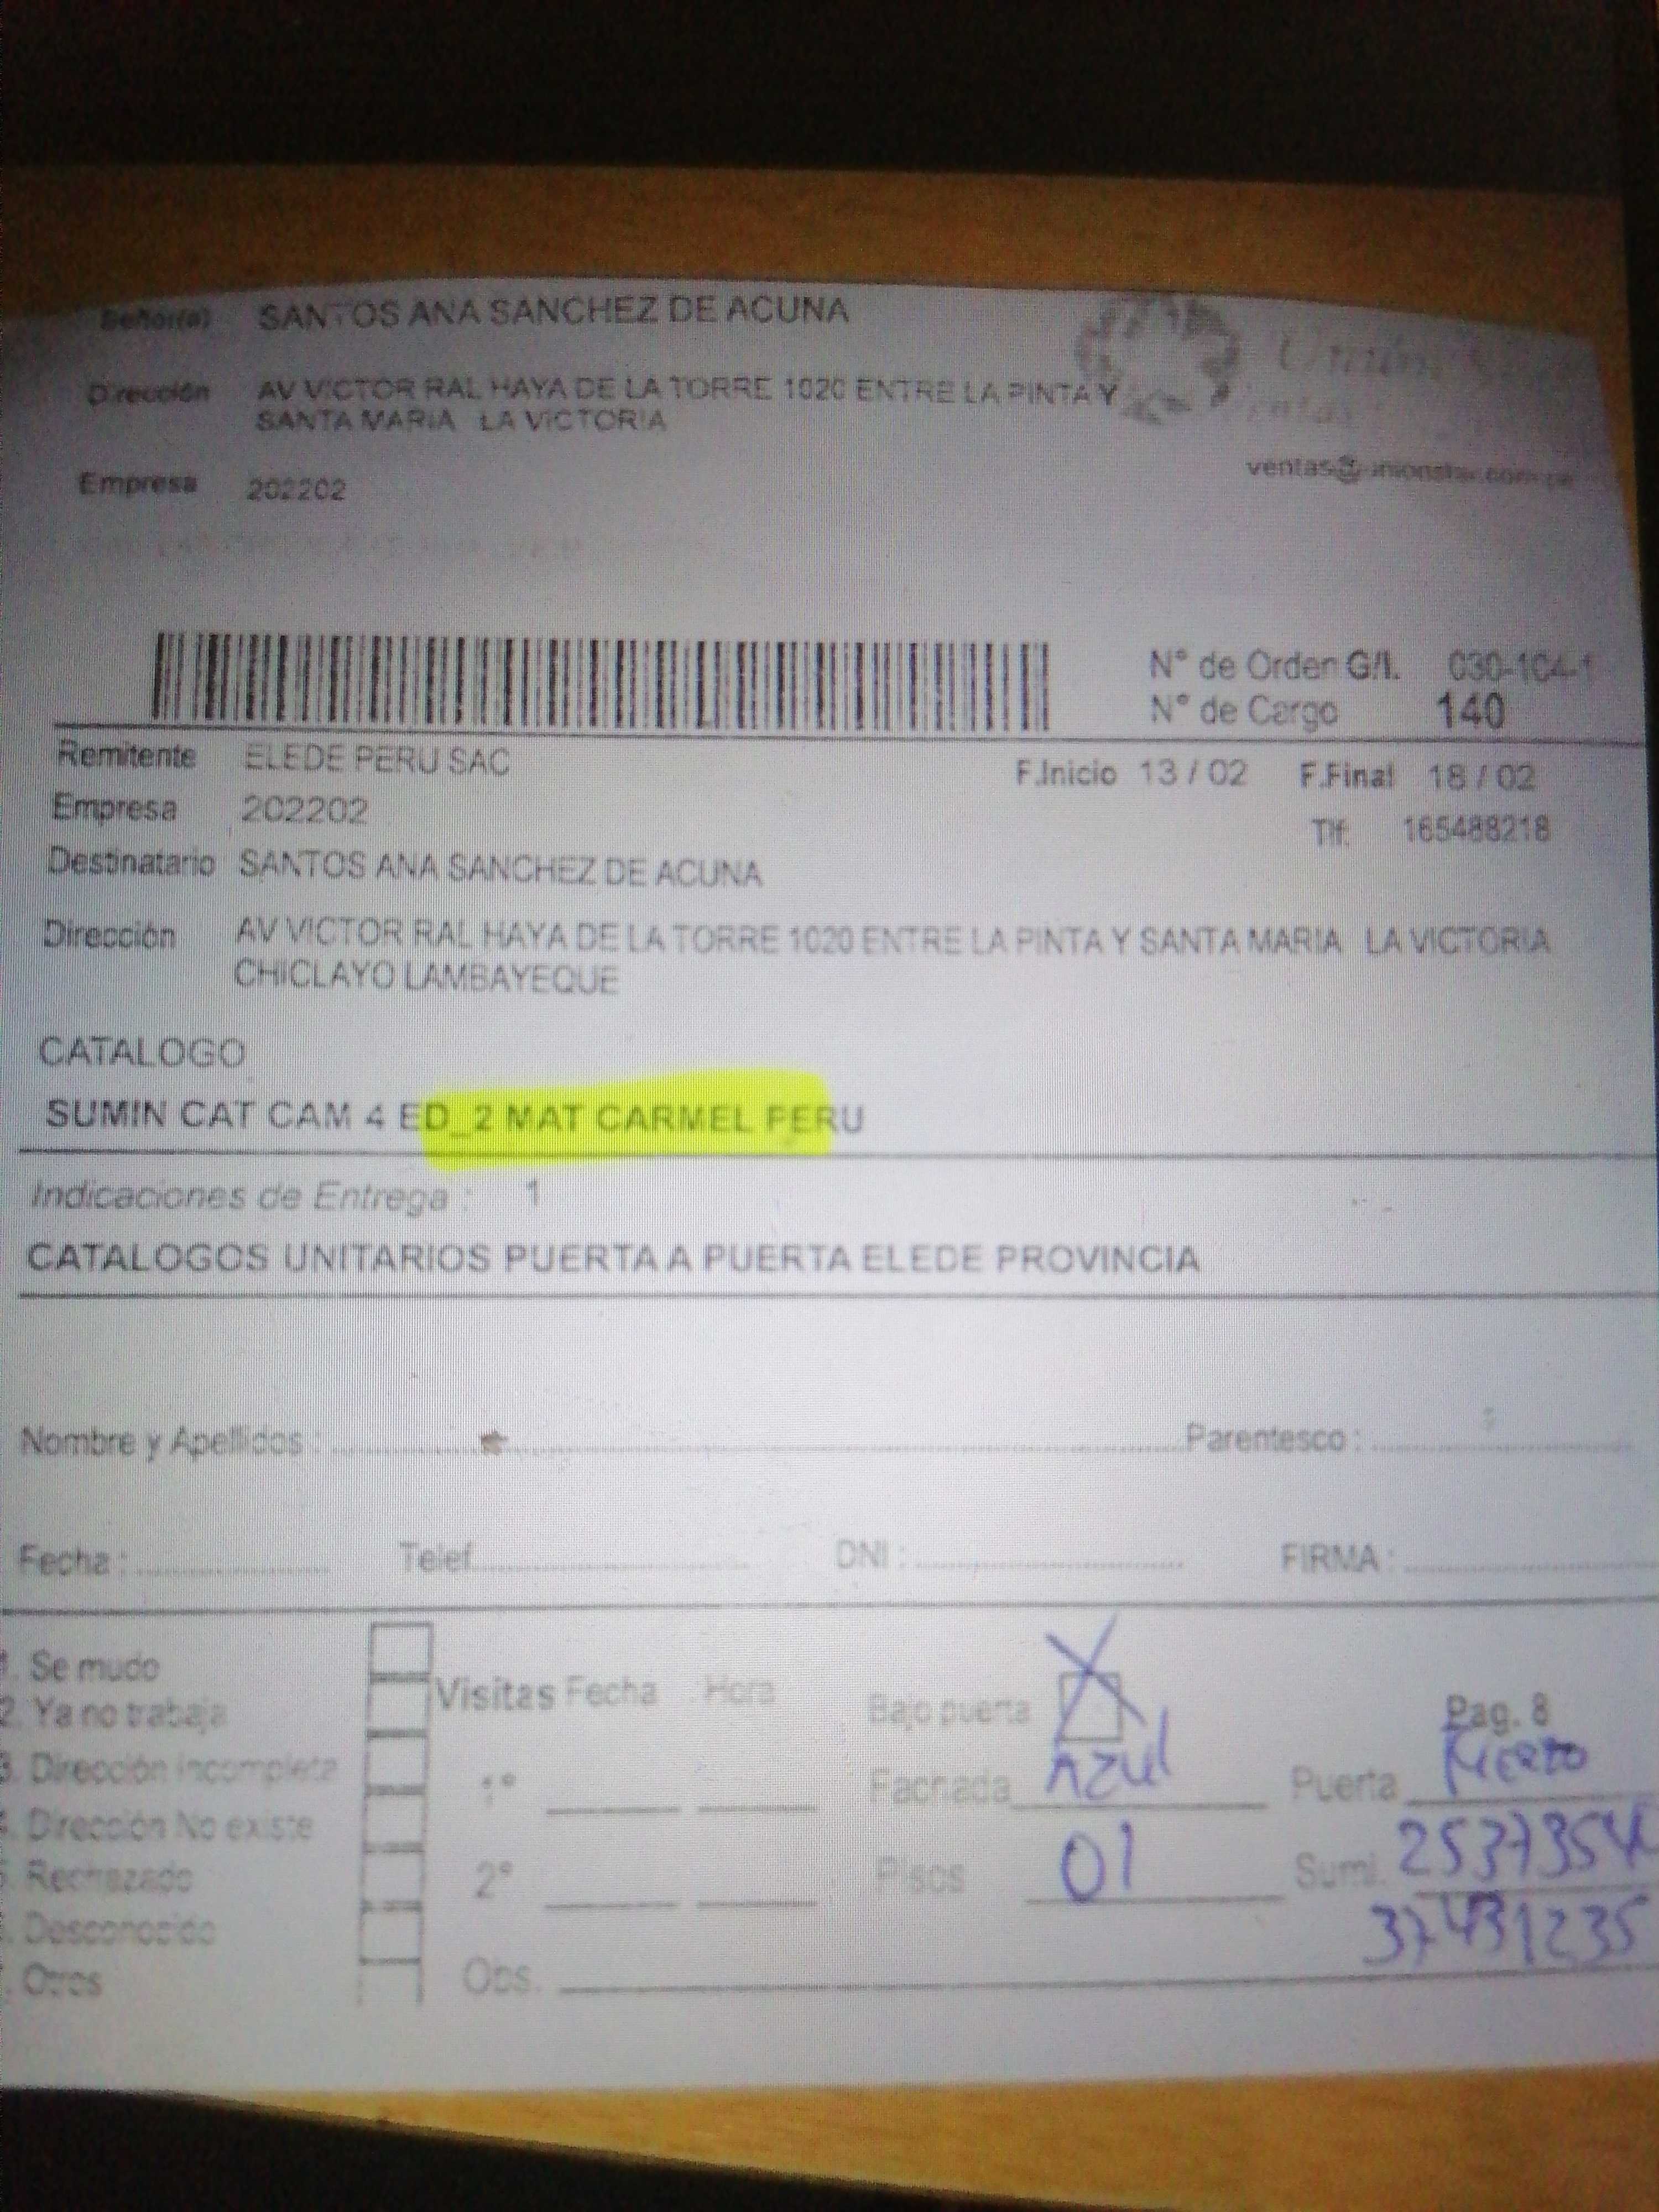 Señor(a) SANTOS ANA SANCHEZ DE ACUNA
Dirección AV VICTOR RAL HAYA DE LA TORRE 1020 ENTRE LA PINTA Y
SANTA MARIA LA VICTORIA
ventas@unionstar.com.pe
Empresa 202202
N° de Orden G/I. 030-104-1
N° de Cargo 140
Remitente ELEDE PERU SAC
F.Inicio 13 / 02 F.Final 18 / 02
Empresa 202202
Tlf. 165488218
Destinatario SANTOS ANA SANCHEZ DE ACUNA
Dirección AV VICTOR RAL HAYA DE LA TORRE 1020 ENTRE LA PINTA Y SANTA MARIA LA VICTORIA
CHICLAYO LAMBAYEQUE
CATALOGO
SUMIN CAT CAM 4 ED_2 MAT CARMEL PERU
Indicaciones de Entrega : 1
CATALOGOS UNITARIOS PUERTA A PUERTA ELEDE PROVINCIA
Nombre y Apellidos : Parentesco :
Fecha : Telef. DNI : FIRMA :
1. Se mudo
2. Ya no trabaja
3. Dirección incompleta
. Dirección No existe
. Rechazado
. Desconocido
Otros
Visitas Fecha Hora
1°
2°
Obs.
Bajo puerta X
Pag. 8
Fachada Azul Puerta
Pisos 01 Sumi.
37431235